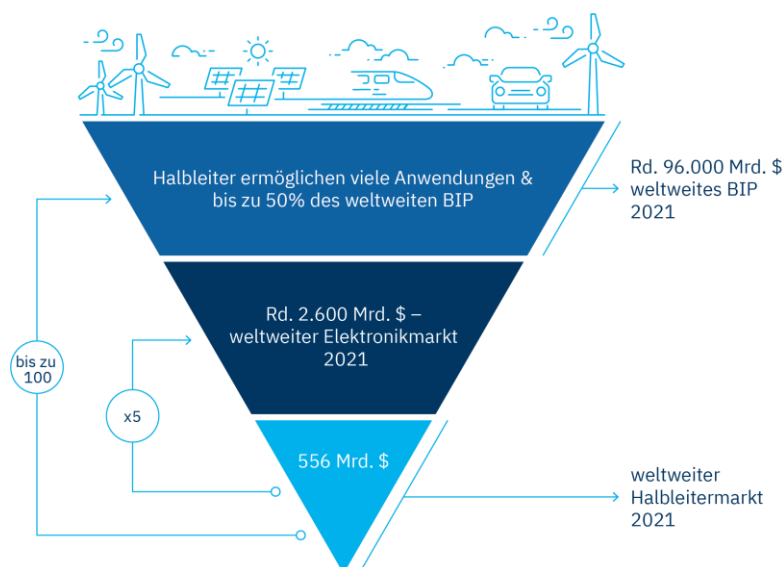 Halbleiter ermöglichen viele Anwendungen &
bis zu 50% des weltweiten BIP
Rd. 96.000 Mrd. $
weltweites BIP
2021
Rd. 2.600 Mrd. $ –
weltweiter Elektronikmarkt
2021
bis zu
100
x5
556 Mrd. $
weltweiter
Halbleitermarkt
2021